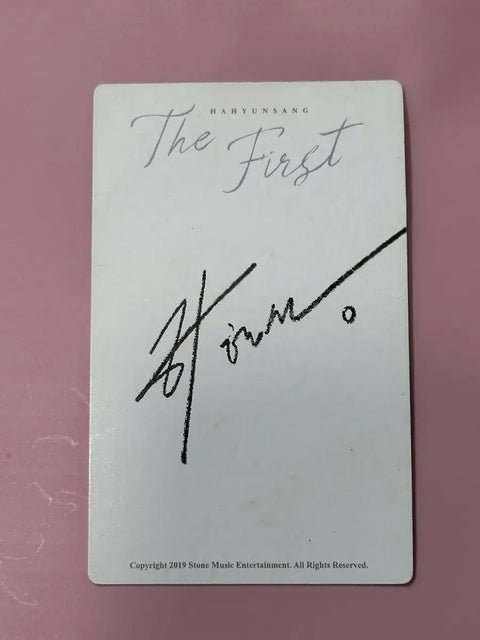 HAHYUNSANG
The First
Copyright 2019 Stone Music Entertainment. All Rights Reserved.